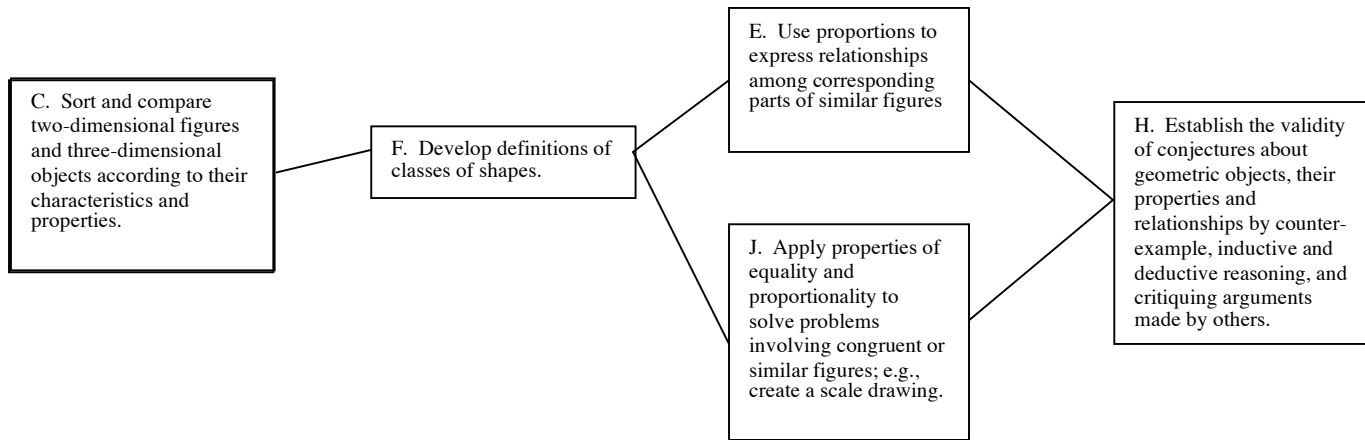 C. Sort and compare
two-dimensional figures
and three-dimensional
objects according to their
characteristics and
properties.
F. Develop definitions of
classes of shapes.
E. Use proportions to
express relationships
among corresponding
parts of similar figures
J. Apply properties of
equality and
proportionality to
solve problems
involving congruent or
similar figures; e.g.,
create a scale drawing.
H. Establish the validity
of conjectures about
geometric objects, their
properties and
relationships by counter-
example, inductive and
deductive reasoning, and
critiquing arguments
made by others.